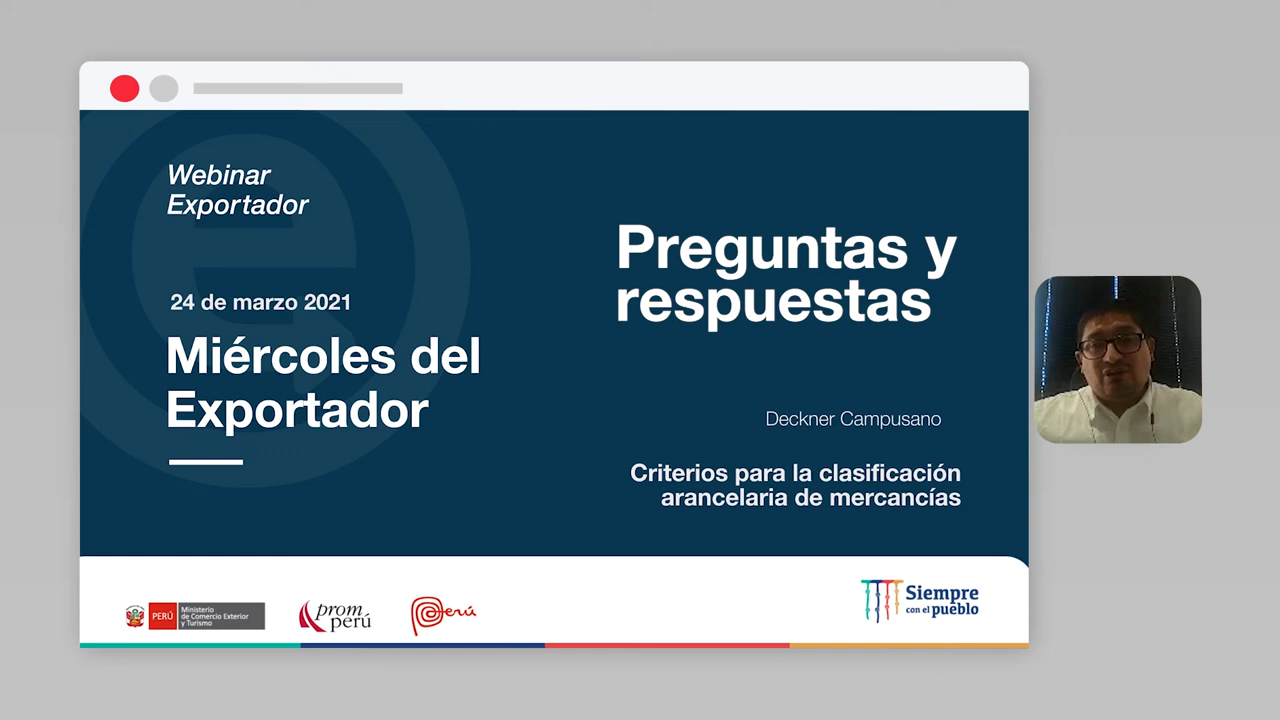 Webinar
Exportador
24 de marzo 2021
Miércoles del
Exportador
Preguntas y
respuestas
Deckner Campusano
Criterios para la clasificación
arancelaria de mercancías
PERÚ
Ministerio
de Comercio Exterior
y Turismo
prom
perú
Perú
Siempre
con el pueblo